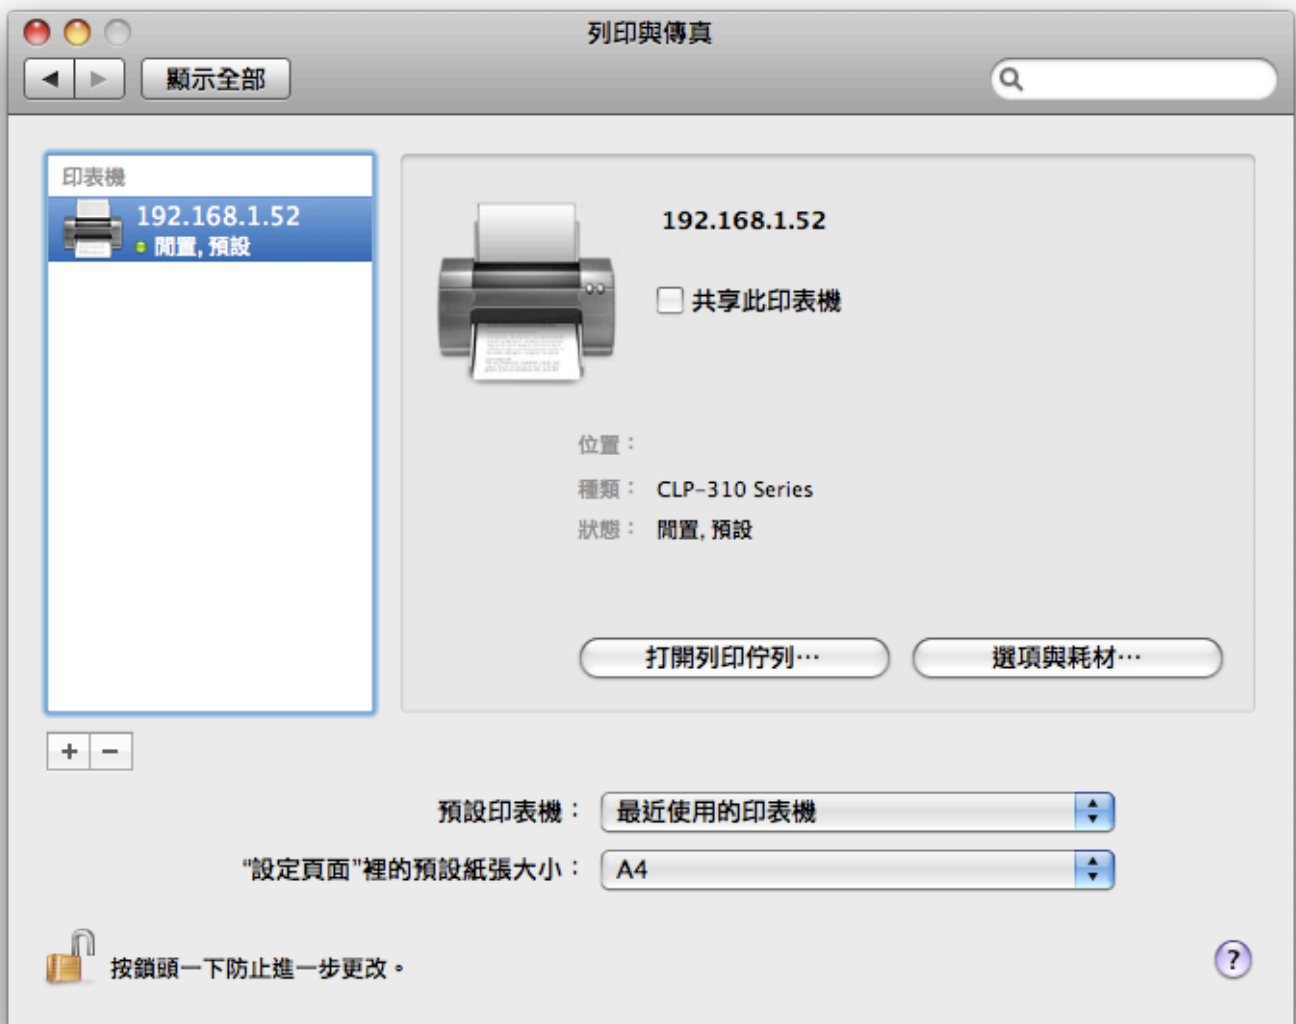 列印與傳真
顯示全部
印表機
192.168.1.52
閒置, 預設
192.168.1.52
共享此印表機
位置：
種類： CLP-310 Series
狀態： 閒置, 預設
打開列印佇列…
選項與耗材…
預設印表機： 最近使用的印表機
“設定頁面”裡的預設紙張大小： A4
按鎖頭一下防止進一步更改。